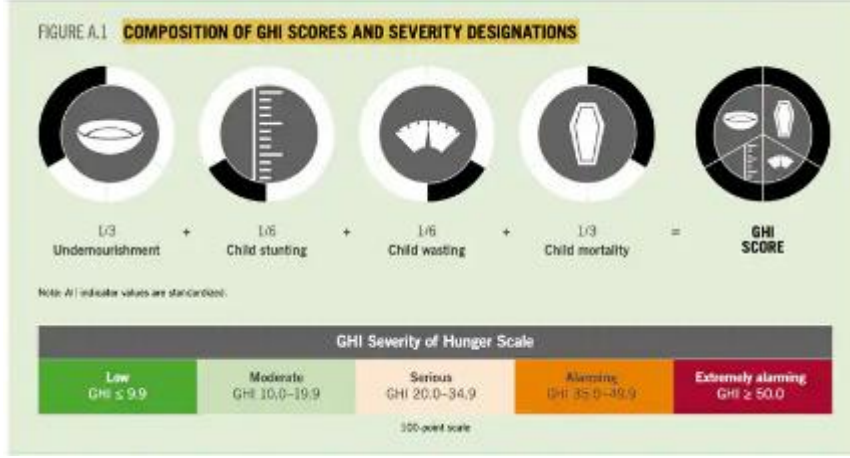 FIGURE A.1 COMPOSITION OF GHI SCORES AND SEVERITY DESIGNATIONS
1/3 + 1/6 + 1/6 + 1/3 = GHI
Undernourishment Child stunting Child wasting Child mortality SCORE
Note: All indicator values are standardized.
GHI Severity of Hunger Scale
Low Moderate Serious Alarming Extremely alarming
GHI ≤ 9.9 GHI 10.0–19.9 GHI 20.0–34.9 GHI 35.0–49.9 GHI ≥ 50.0
100-point scale